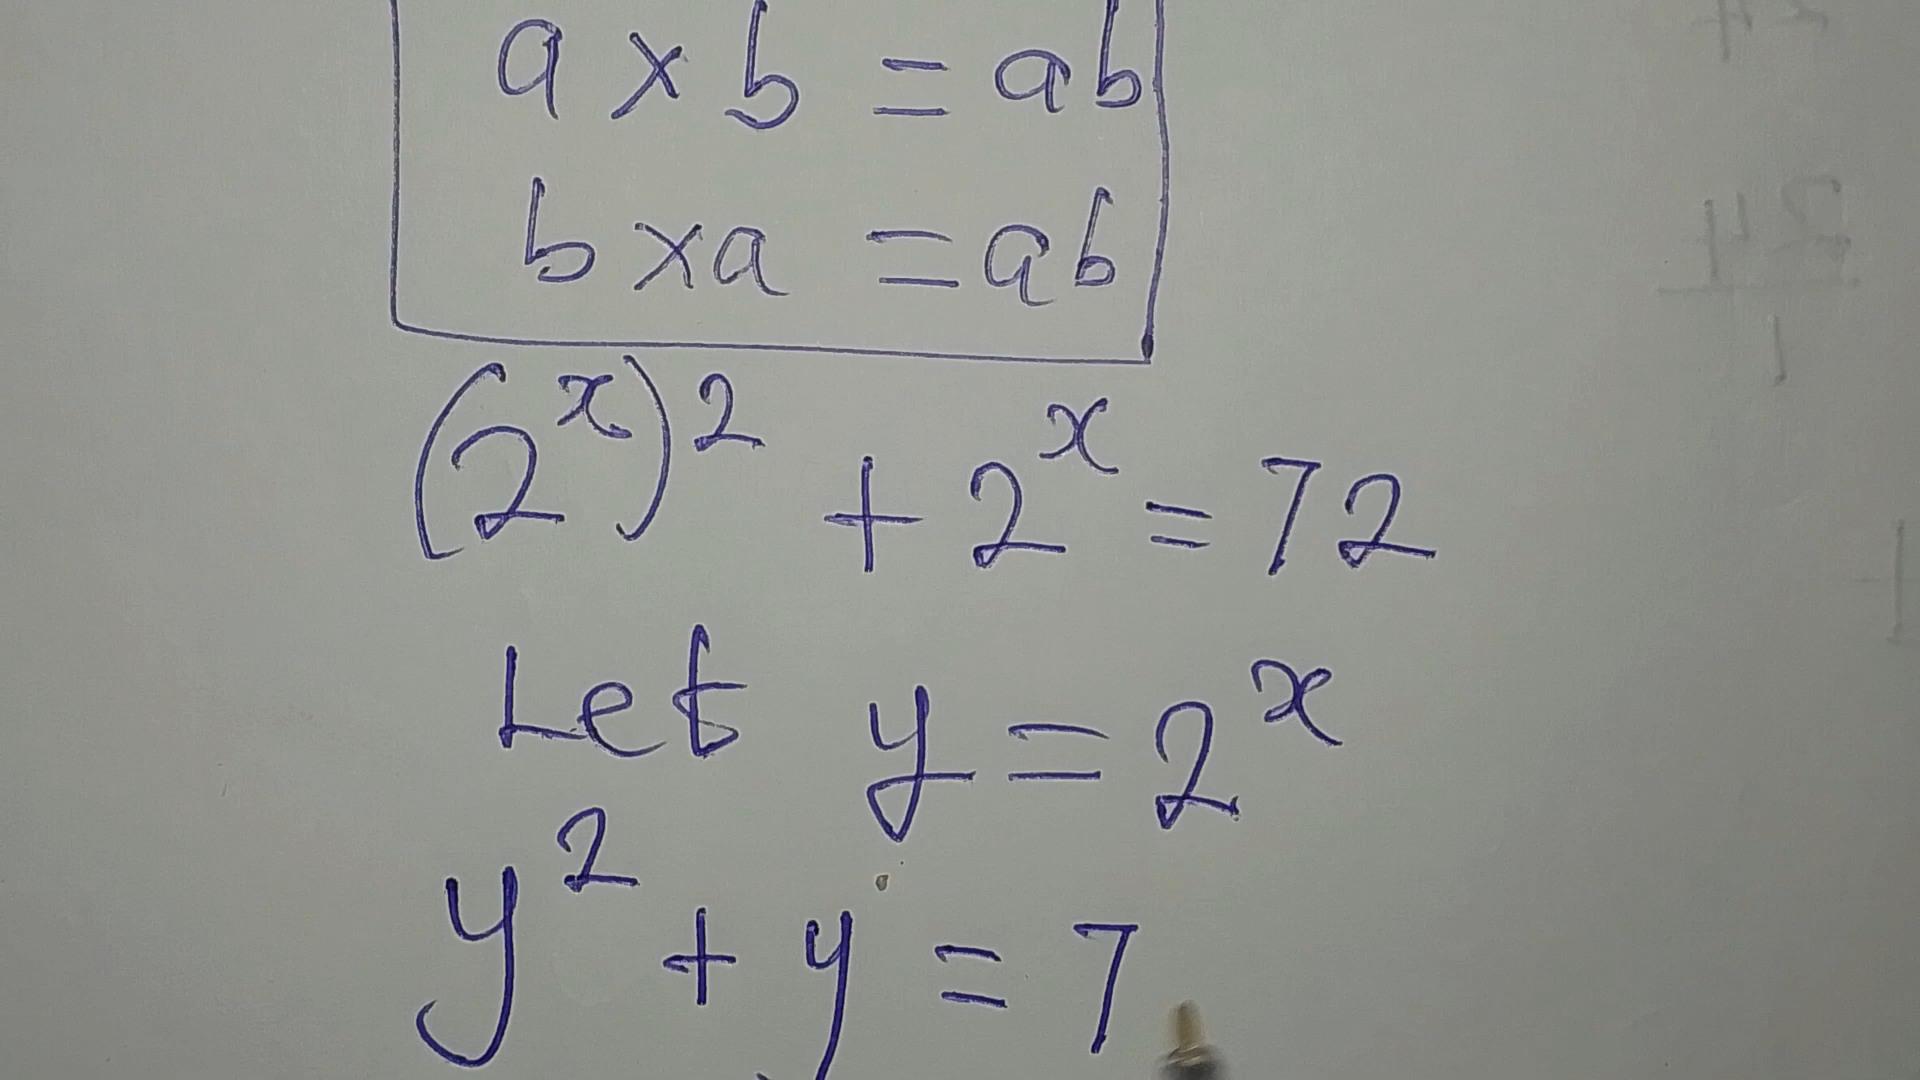 a × b = ab
b × a = ab
(2^x)^2 + 2^x = 72
Let y = 2^x
y^2 + y = 7